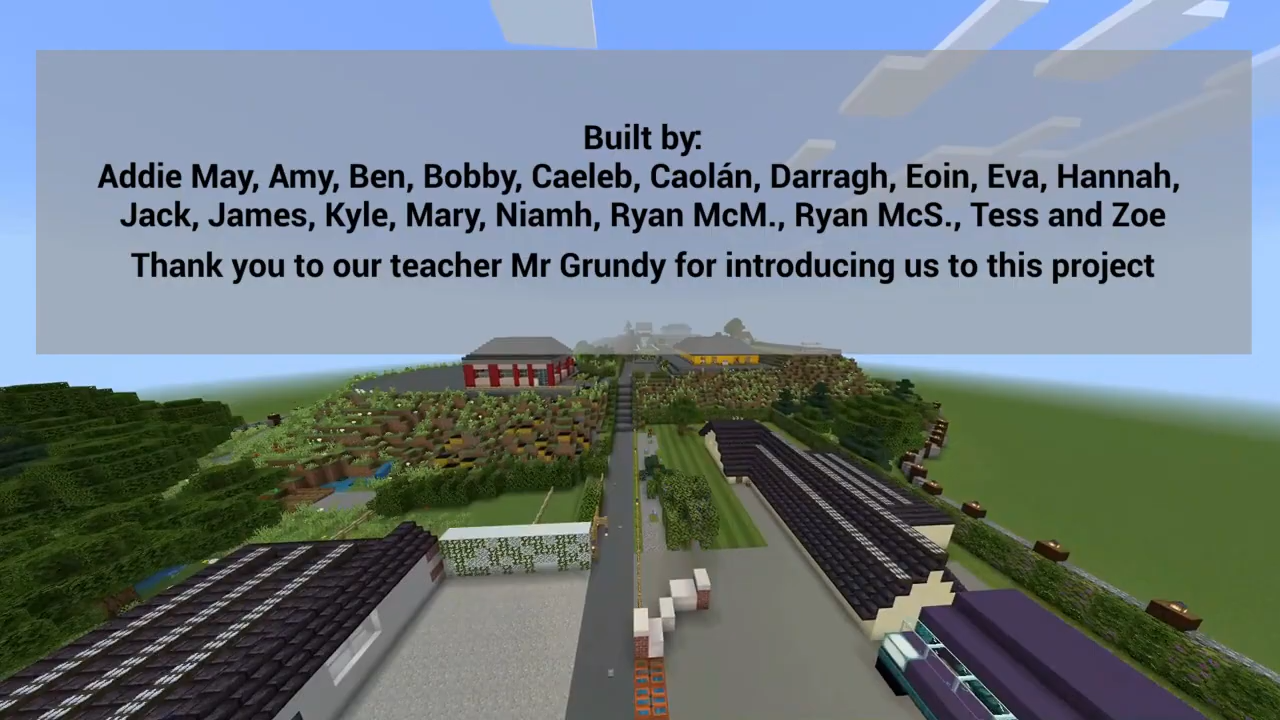 Built by:
Addie May, Amy, Ben, Bobby, Caeleb, Caolán, Darragh, Eoin, Eva, Hannah,
Jack, James, Kyle, Mary, Niamh, Ryan McM., Ryan McS., Tess and Zoe
Thank you to our teacher Mr Grundy for introducing us to this project